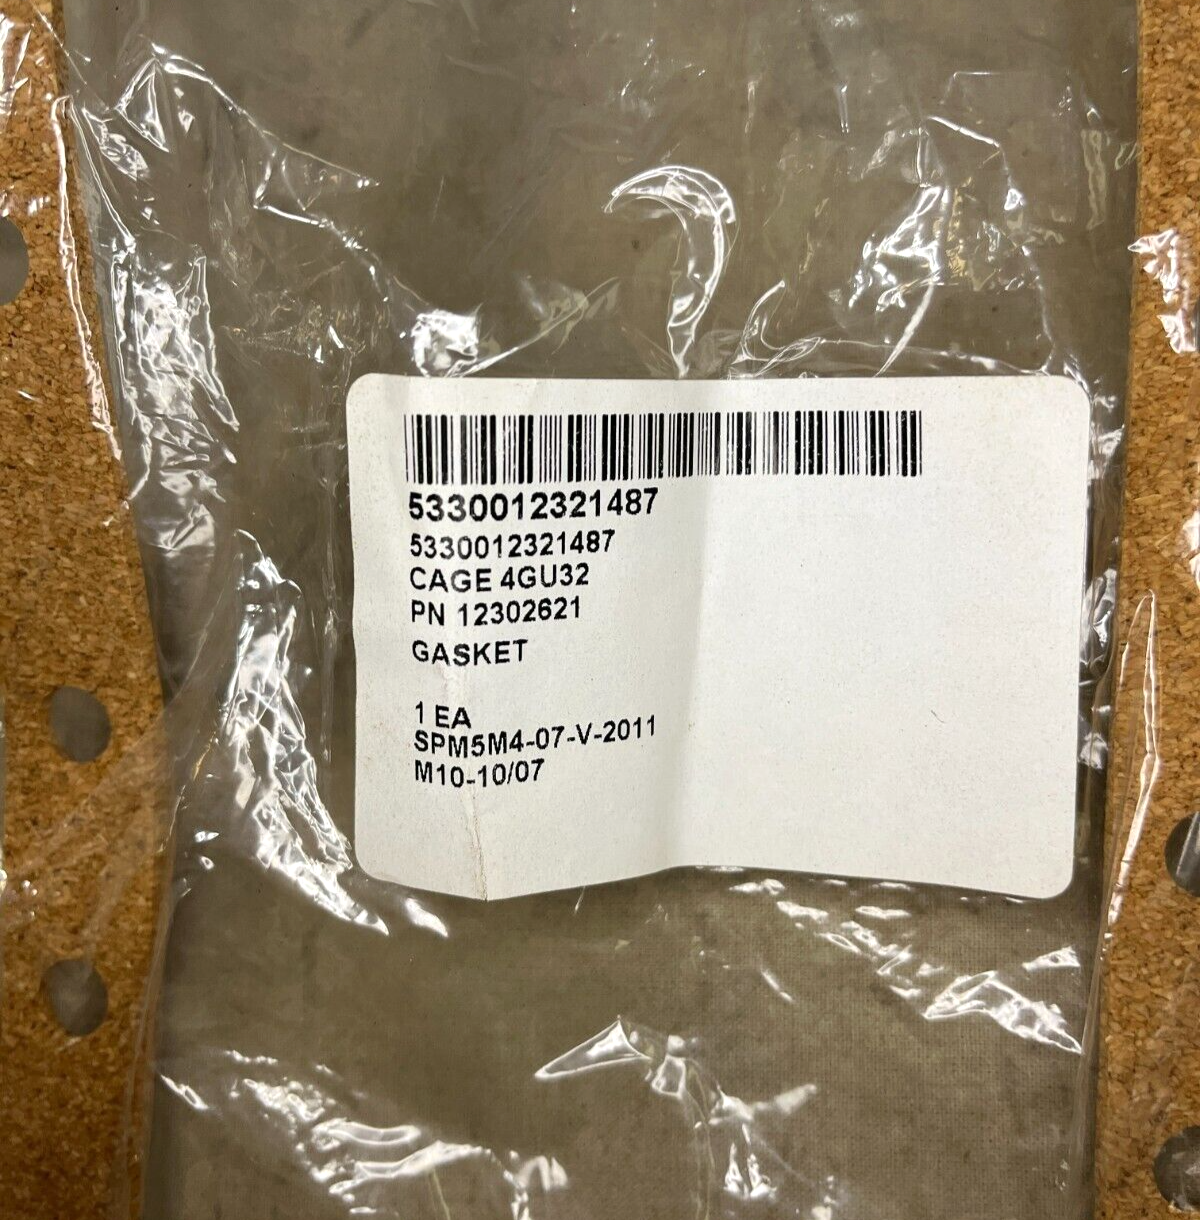 5330012321487
5330012321487
CAGE 4GU32
PN 12302621
GASKET
1 EA
SPM5M4-07-V-2011
M10-10/07